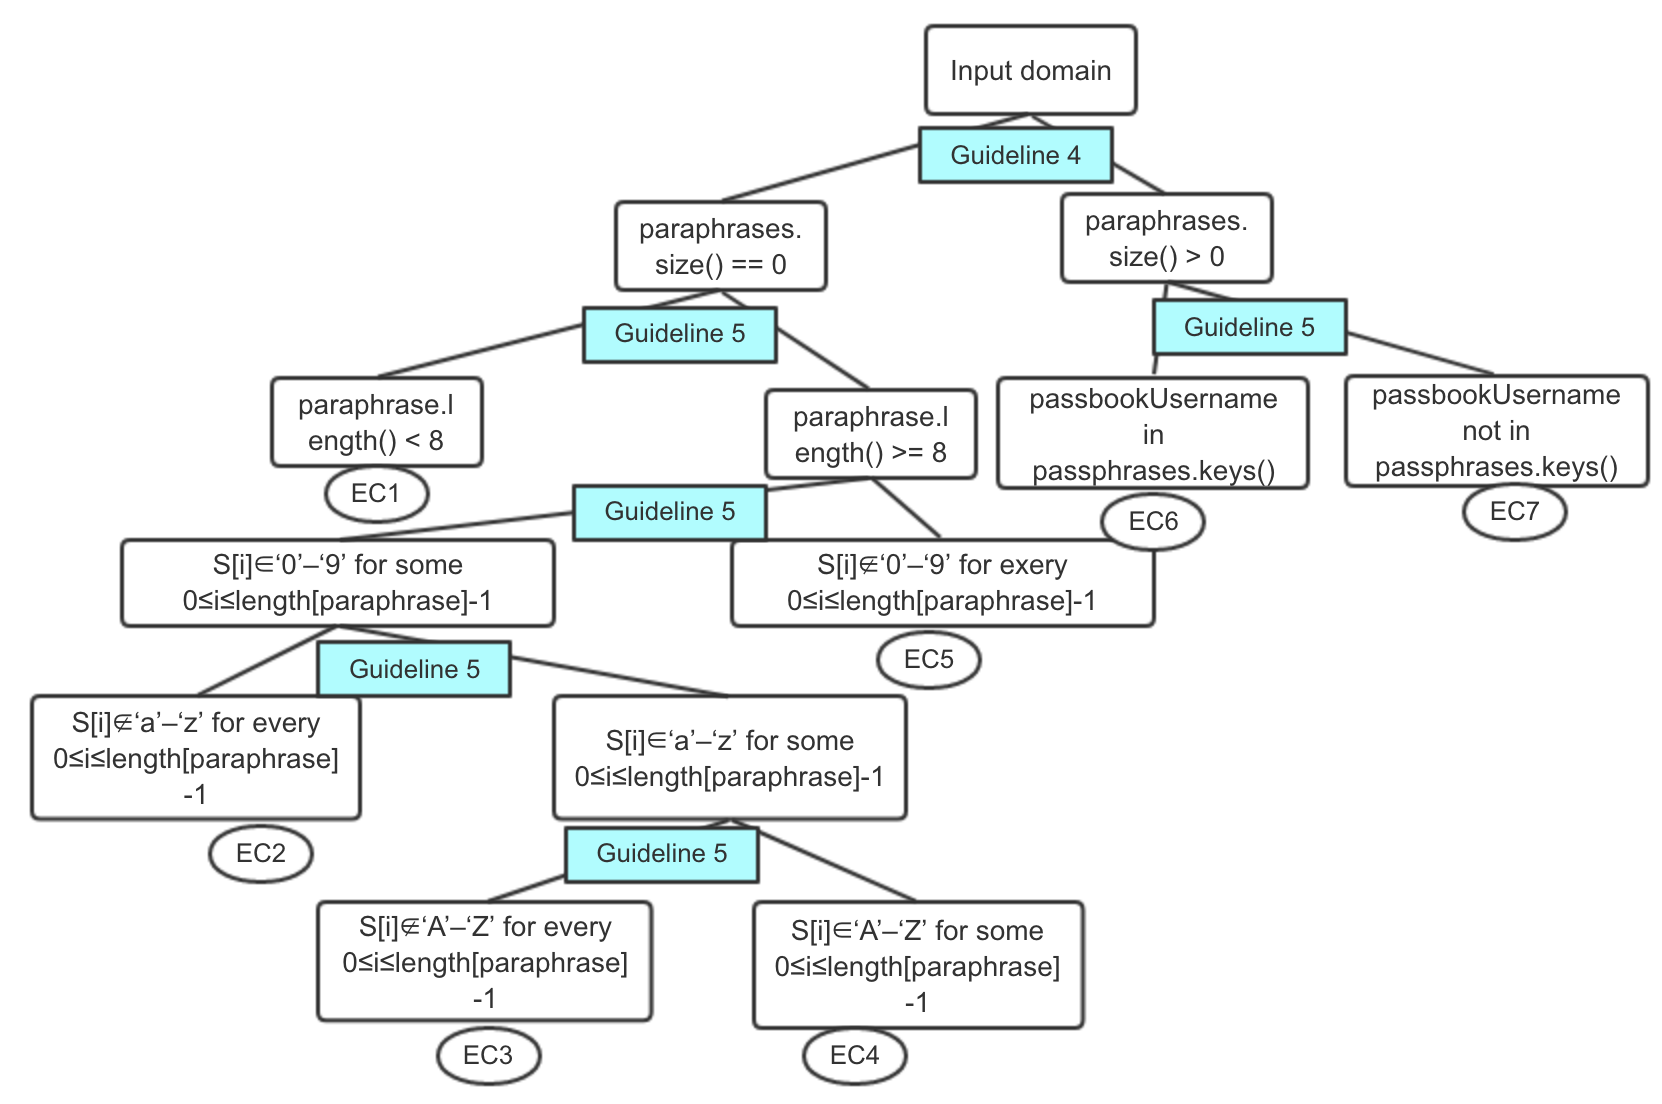 Input domain
Guideline 4
paraphrases.
size() == 0
paraphrases.
size() > 0
Guideline 5
Guideline 5
paraphrase.l
ength() < 8
EC1
paraphrase.l
ength() >= 8
passbookUsername
in
passphrases.keys()
EC6
passbookUsername
not in
passphrases.keys()
EC7
Guideline 5
S[i]∈‘0’–‘9’ for some
0≤i≤length[paraphrase]-1
S[i]∉‘0’–‘9’ for exery
0≤i≤length[paraphrase]-1
EC5
Guideline 5
S[i]∉‘a’–‘z’ for every
0≤i≤length[paraphrase]
-1
EC2
S[i]∈‘a’–‘z’ for some
0≤i≤length[paraphrase]-1
Guideline 5
S[i]∉‘A’–‘Z’ for every
0≤i≤length[paraphrase]
-1
EC3
S[i]∈‘A’–‘Z’ for some
0≤i≤length[paraphrase]
-1
EC4